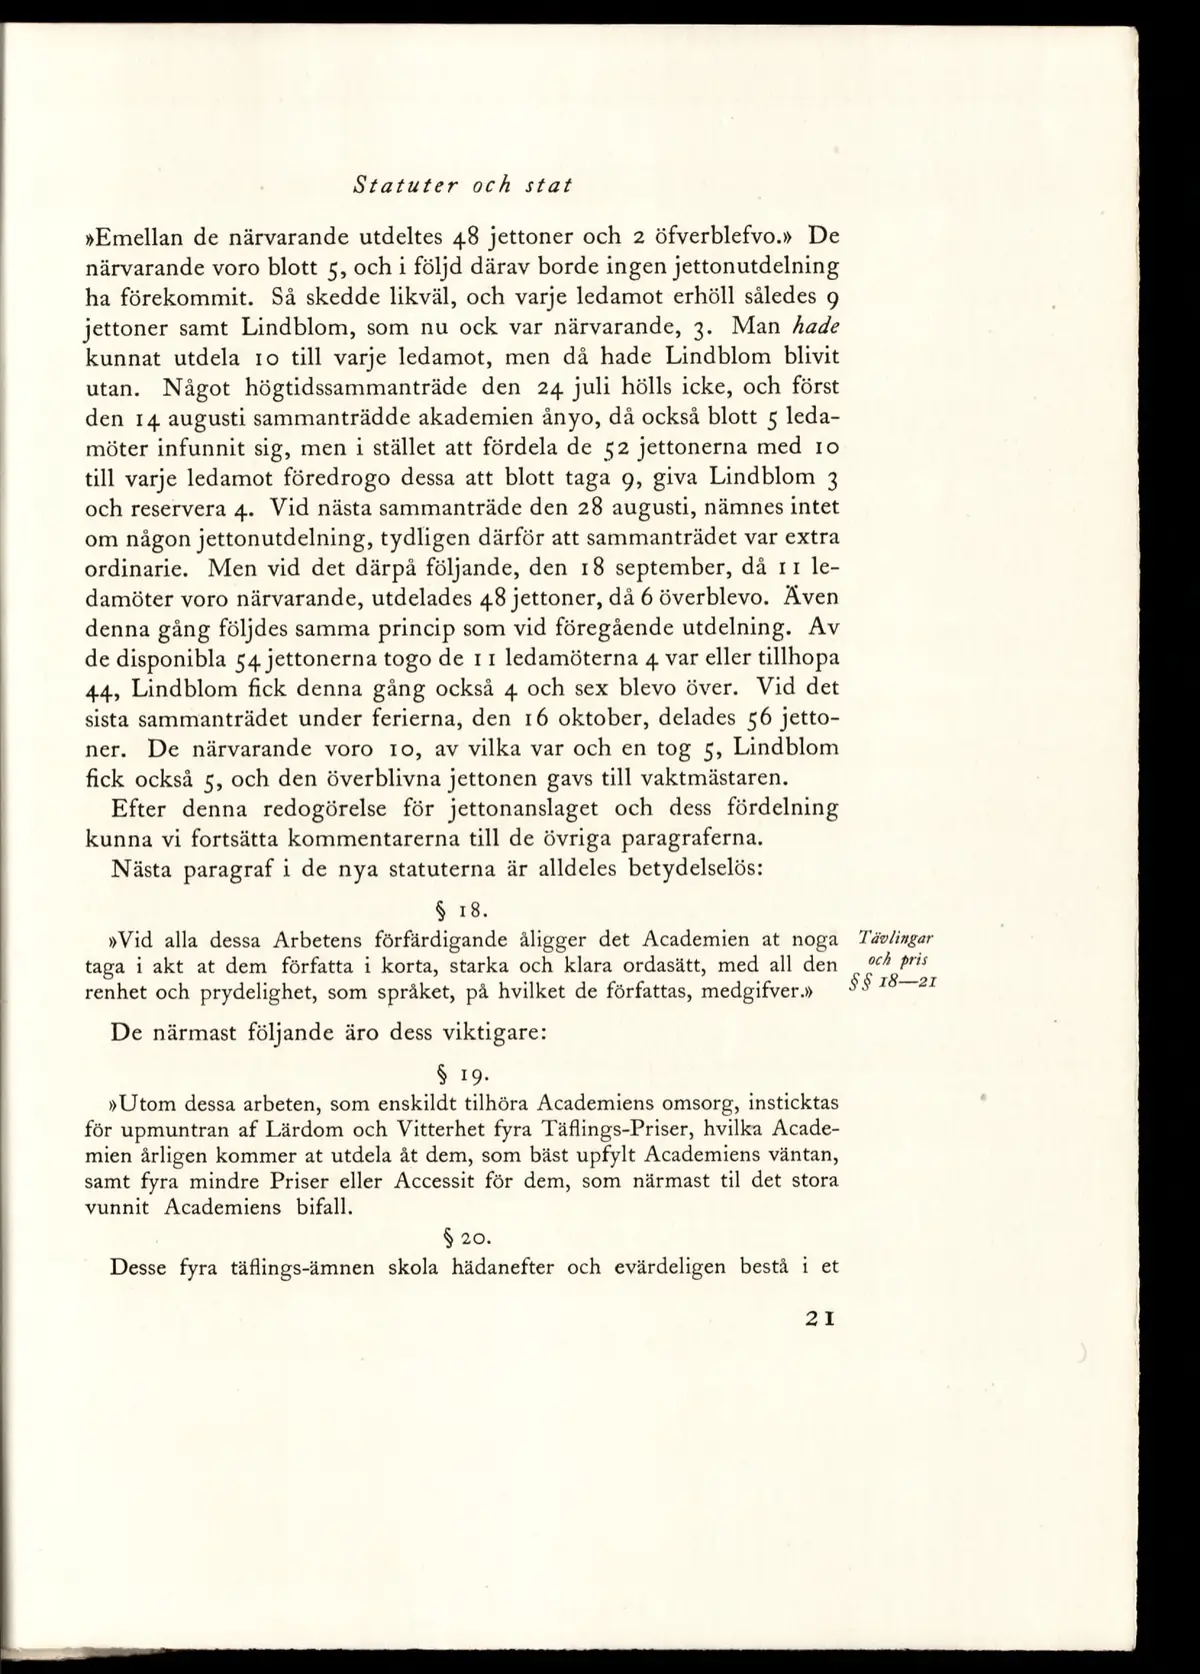 Statuter och stat
»Emellan de närvarande utdeltes 48 jettoner och 2 öfverblefvo.» De
närvarande voro blott 5, och i följd därav borde ingen jettonutdelning
ha förekommit. Så skedde likväl, och varje ledamot erhöll således 9
jettoner samt Lindblom, som nu ock var närvarande, 3. Man hade
kunnat utdela 10 till varje ledamot, men då hade Lindblom blivit
utan. Något högtidssammanträde den 24 juli hölls icke, och först
den 14 augusti sammanträdde akademien ånyo, då också blott 5 leda-
möter infunnit sig, men i stället att fördela de 52 jettonerna med 10
till varje ledamot föredrogo dessa att blott taga 9, giva Lindblom 3
och reservera 4. Vid nästa sammanträde den 28 augusti, nämnes intet
om någon jettonutdelning, tydligen därför att sammanträdet var extra
ordinarie. Men vid det därpå följande, den 18 september, då 11 le-
damöter voro närvarande, utdelades 48 jettoner, då 6 överblevo. Även
denna gång följdes samma princip som vid föregående utdelning. Av
de disponibla 54 jettonerna togo de 11 ledamöterna 4 var eller tillhopa
44, Lindblom fick denna gång också 4 och sex blevo över. Vid det
sista sammanträdet under ferierna, den 16 oktober, delades 56 jetto-
ner. De närvarande voro 10, av vilka var och en tog 5, Lindblom
fick också 5, och den överblivna jettonen gavs till vaktmästaren.
Efter denna redogörelse för jettonanslaget och dess fördelning
kunna vi fortsätta kommentarerna till de övriga paragraferna.
Nästa paragraf i de nya statuterna är alldeles betydelselös:
§ 18.
»Vid alla dessa Arbetens förfärdigande åligger det Academien at noga
taga i akt at dem författa i korta, starka och klara ordasätt, med all den
renhet och prydelighet, som språket, på hvilket de författas, medgifver.»
Tävlingar
och pris
§§ 18—21
De närmast följande äro dess viktigare:
§ 19.
»Utom dessa arbeten, som enskildt tilhöra Academiens omsorg, insticktas
för upmuntran af Lärdom och Vitterhet fyra Täflings-Priser, hvilka Acade-
mien årligen kommer at utdela åt dem, som bäst upfylt Academiens väntan,
samt fyra mindre Priser eller Accessit för dem, som närmast til det stora
vunnit Academiens bifall.
§ 20.
Desse fyra täflings-ämnen skola hädanefter och evärdeligen bestå i et
21